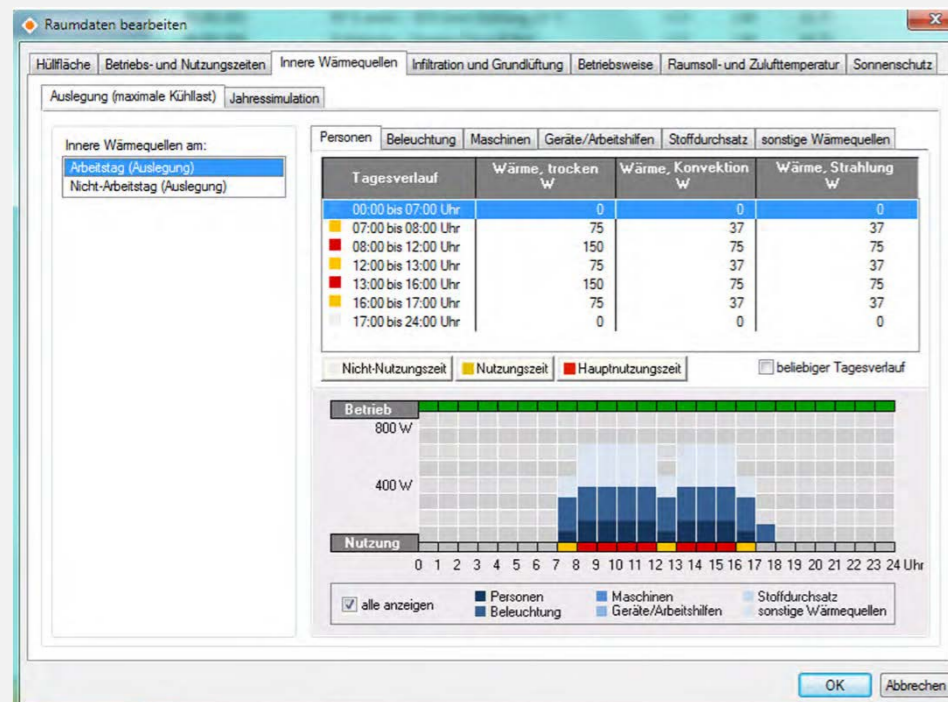 Raumdaten bearbeiten
Hüllfläche Betriebs- und Nutzungszeiten Innere Wärmequellen Infiltration und Grundlüftung Betriebsweise Raumsoll- und Zulufttemperatur Sonnenschutz
Auslegung (maximale Kühllast) Jahressimulation
Innere Wärmequellen am:
Arbeitstag (Auslegung)
Nicht-Arbeitstag (Auslegung)
Personen Beleuchtung Maschinen Geräte/Arbeitshilfen Stoffdurchsatz sonstige Wärmequellen
Tagesverlauf Wärme, trocken W Wärme, Konvektion W Wärme, Strahlung W
00:00 bis 07:00 Uhr 0 0 0
07:00 bis 08:00 Uhr 75 37 37
08:00 bis 12:00 Uhr 150 75 75
12:00 bis 13:00 Uhr 75 37 37
13:00 bis 16:00 Uhr 150 75 75
16:00 bis 17:00 Uhr 75 37 37
17:00 bis 24:00 Uhr 0 0 0
Nicht-Nutzungszeit Nutzungszeit Hauptnutzungszeit beliebiger Tagesverlauf
Betrieb
800 W
400 W
Nutzung
0 1 2 3 4 5 6 7 8 9 10 11 12 13 14 15 16 17 18 19 20 21 22 23 24 Uhr
alle anzeigen Personen Maschinen Stoffdurchsatz
Beleuchtung Geräte/Arbeitshilfen sonstige Wärmequellen
OK Abbrechen